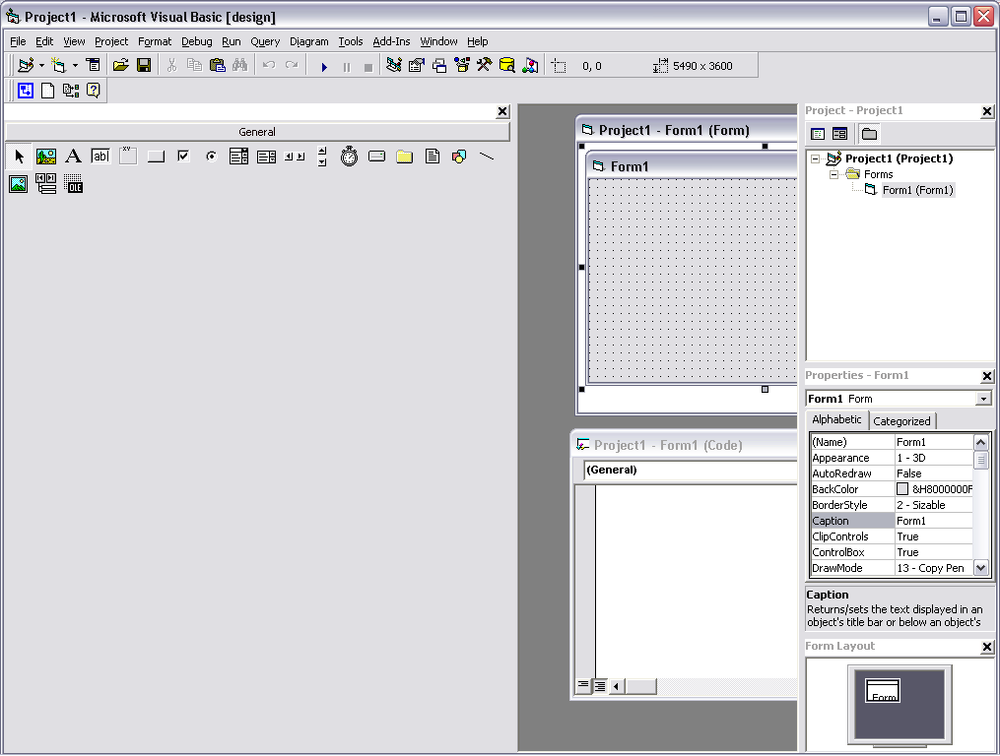 Project1 - Microsoft Visual Basic [design]
File Edit View Project Format Debug Run Query Diagram Tools Add-Ins Window Help
0, 0 5490 x 3600
General
A ab| xv
OLE
Project1 - Form1 (Form)
Form1
Project1 - Form1 (Code)
(General)
Project - Project1
Project1 (Project1)
Forms
Form1 (Form1)
Properties - Form1
Form1 Form
Alphabetic Categorized
(Name) Form1
Appearance 1 - 3D
AutoRedraw False
BackColor &H8000000F
BorderStyle 2 - Sizable
Caption Form1
ClipControls True
ControlBox True
DrawMode 13 - Copy Pen
Caption
Returns/sets the text displayed in an
object's title bar or below an object's
Form Layout
Form